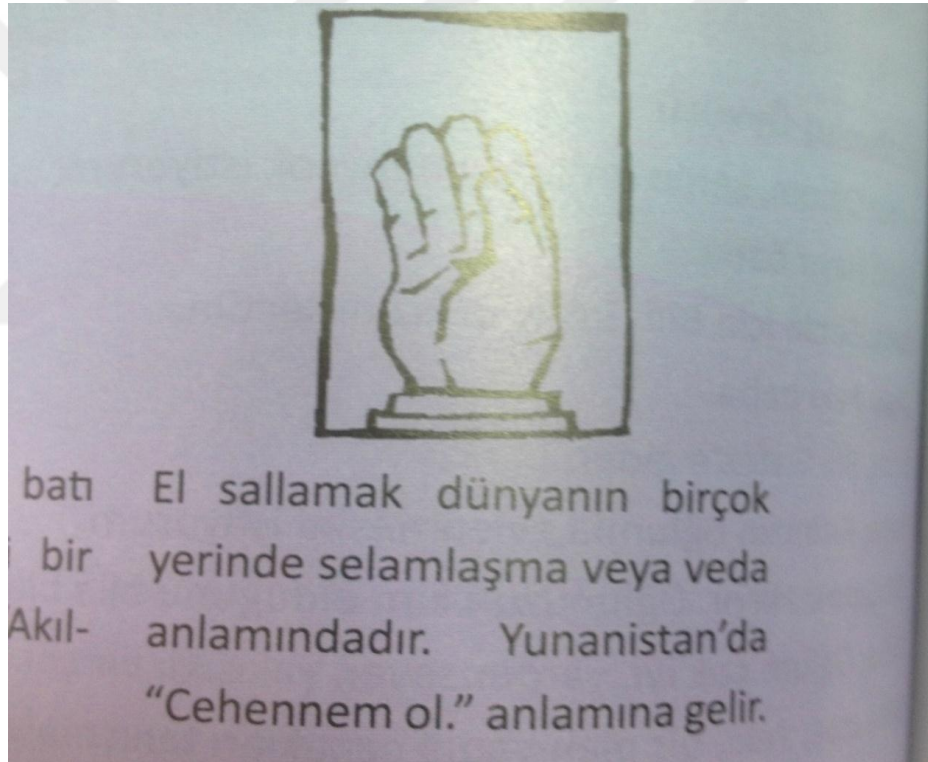 batı
bir
Akıl-
El sallamak dünyanın birçok
yerinde selamlaşma veya veda
anlamındadır. Yunanistan’da
“Cehennem ol.” anlamına gelir.